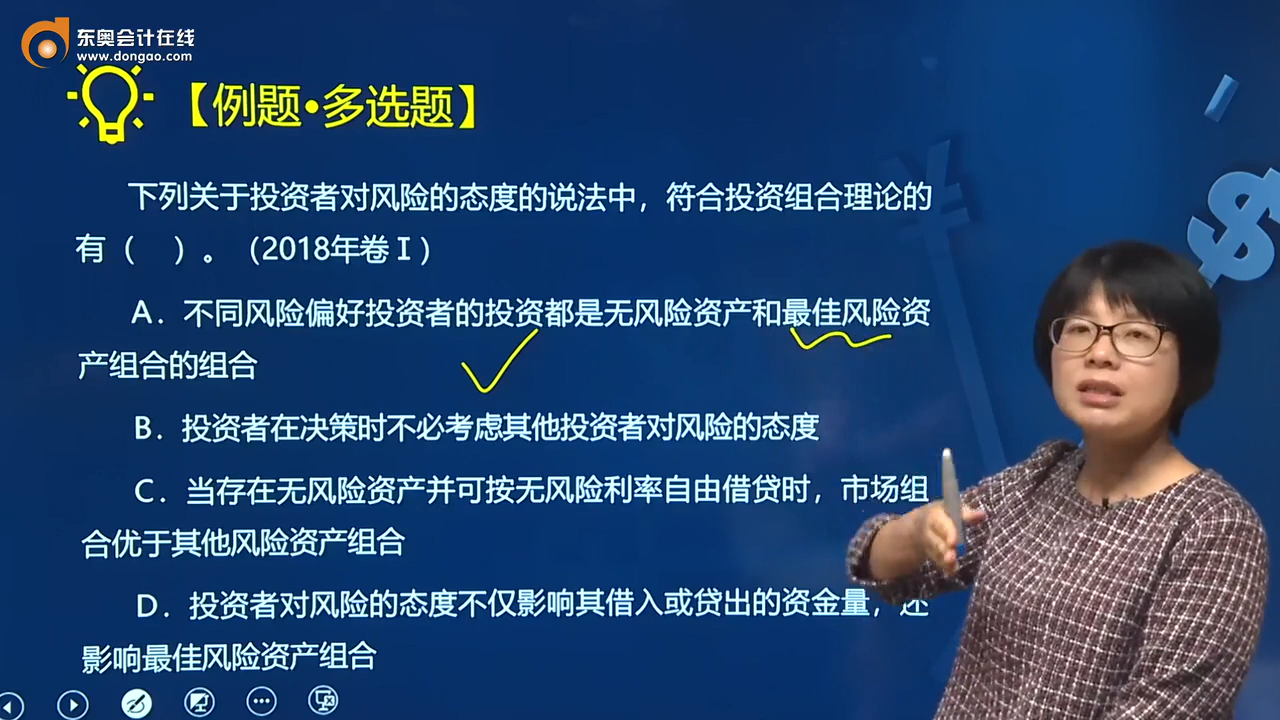 东奥会计在线
www.dongao.com
【例题•多选题】
下列关于投资者对风险的态度的说法中，符合投资组合理论的
有（　）。（2018年卷Ⅰ）
A．不同风险偏好投资者的投资都是无风险资产和最佳风险资
产组合的组合
B．投资者在决策时不必考虑其他投资者对风险的态度
C．当存在无风险资产并可按无风险利率自由借贷时，市场组
合优于其他风险资产组合
D．投资者对风险的态度不仅影响其借入或贷出的资金量，还
影响最佳风险资产组合